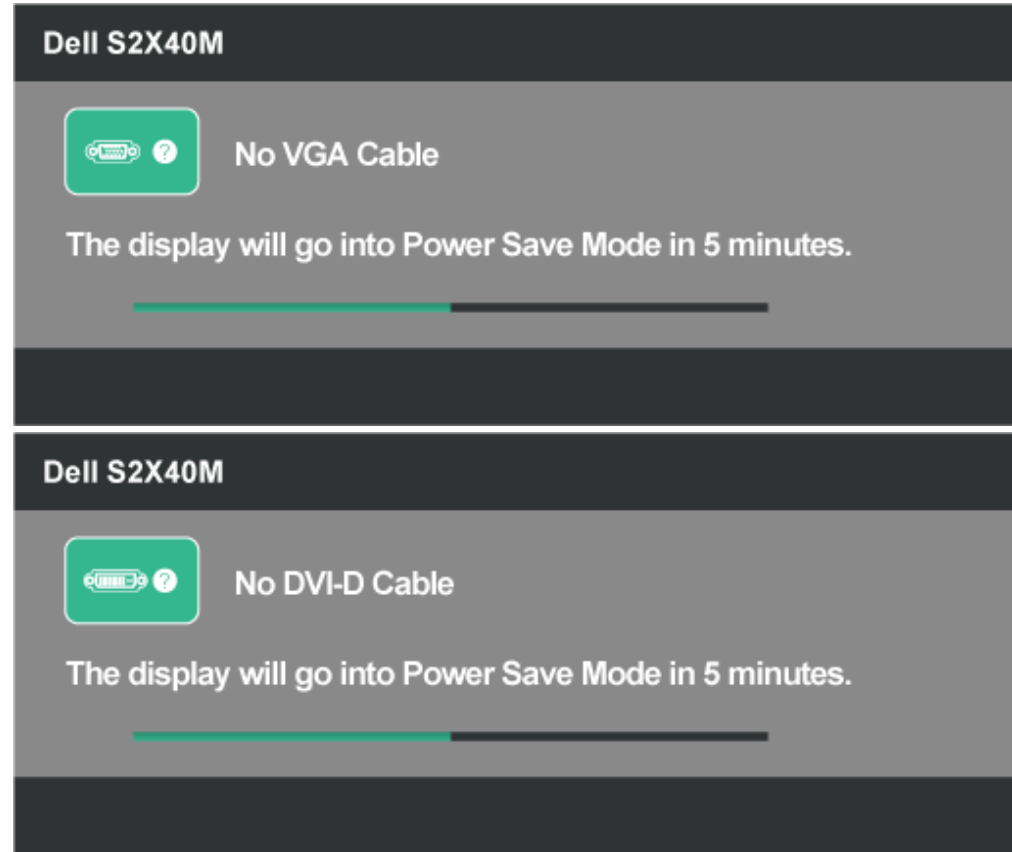 Dell S2X40M
No VGA Cable
The display will go into Power Save Mode in 5 minutes.
Dell S2X40M
No DVI-D Cable
The display will go into Power Save Mode in 5 minutes.